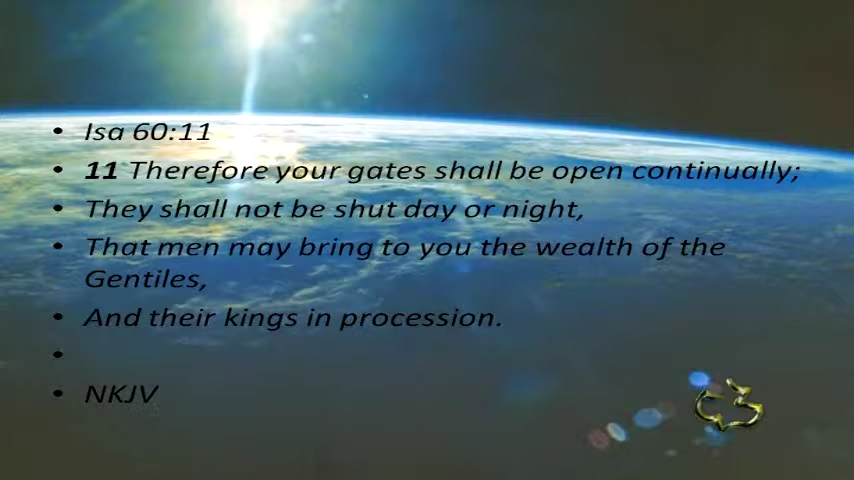 • Isa 60:11
• 11 Therefore your gates shall be open continually;
• They shall not be shut day or night,
• That men may bring to you the wealth of the
Gentiles,
• And their kings in procession.
•
• NKJV